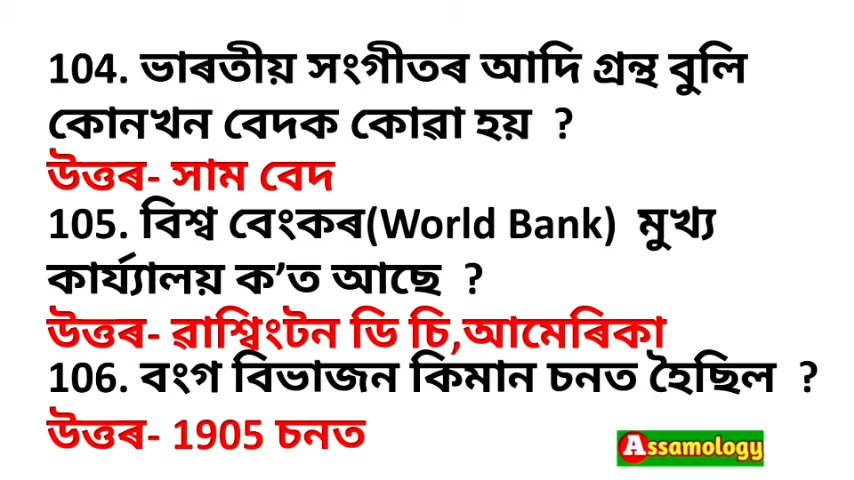 104. ভাৰতীয় সংগীতৰ আদি গ্ৰন্থ বুলি
কোনখন বেদক কোৱা হয় ?
উত্তৰ- সাম বেদ
105. বিশ্ব বেংকৰ(World Bank) মুখ্য
কাৰ্য্যালয় ক’ত আছে ?
উত্তৰ- ৱাশ্বিংটন ডি চি,আমেৰিকা
106. বংগ বিভাজন কিমান চনত হৈছিল ?
উত্তৰ- 1905 চনত
Assamology